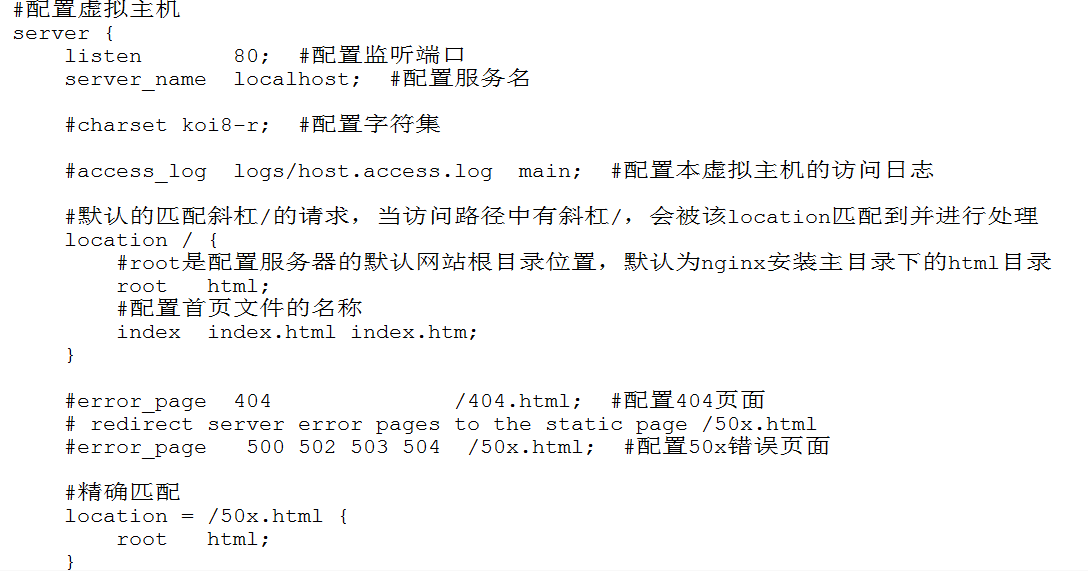 #配置虚拟主机
server {
    listen       80;  #配置监听端口
    server_name  localhost;  #配置服务名

    #charset koi8-r;  #配置字符集

    #access_log  logs/host.access.log  main;  #配置本虚拟主机的访问日志

    #默认的匹配斜杠/的请求，当访问路径中有斜杠/，会被该location匹配到并进行处理
    location / {
        #root是配置服务器的默认网站根目录位置，默认为nginx安装主目录下的html目录
        root   html;
        #配置首页文件的名称
        index  index.html index.htm;
    }

    #error_page  404              /404.html;  #配置404页面
    # redirect server error pages to the static page /50x.html
    #error_page   500 502 503 504  /50x.html;  #配置50x错误页面

    #精确匹配
    location = /50x.html {
        root   html;
    }